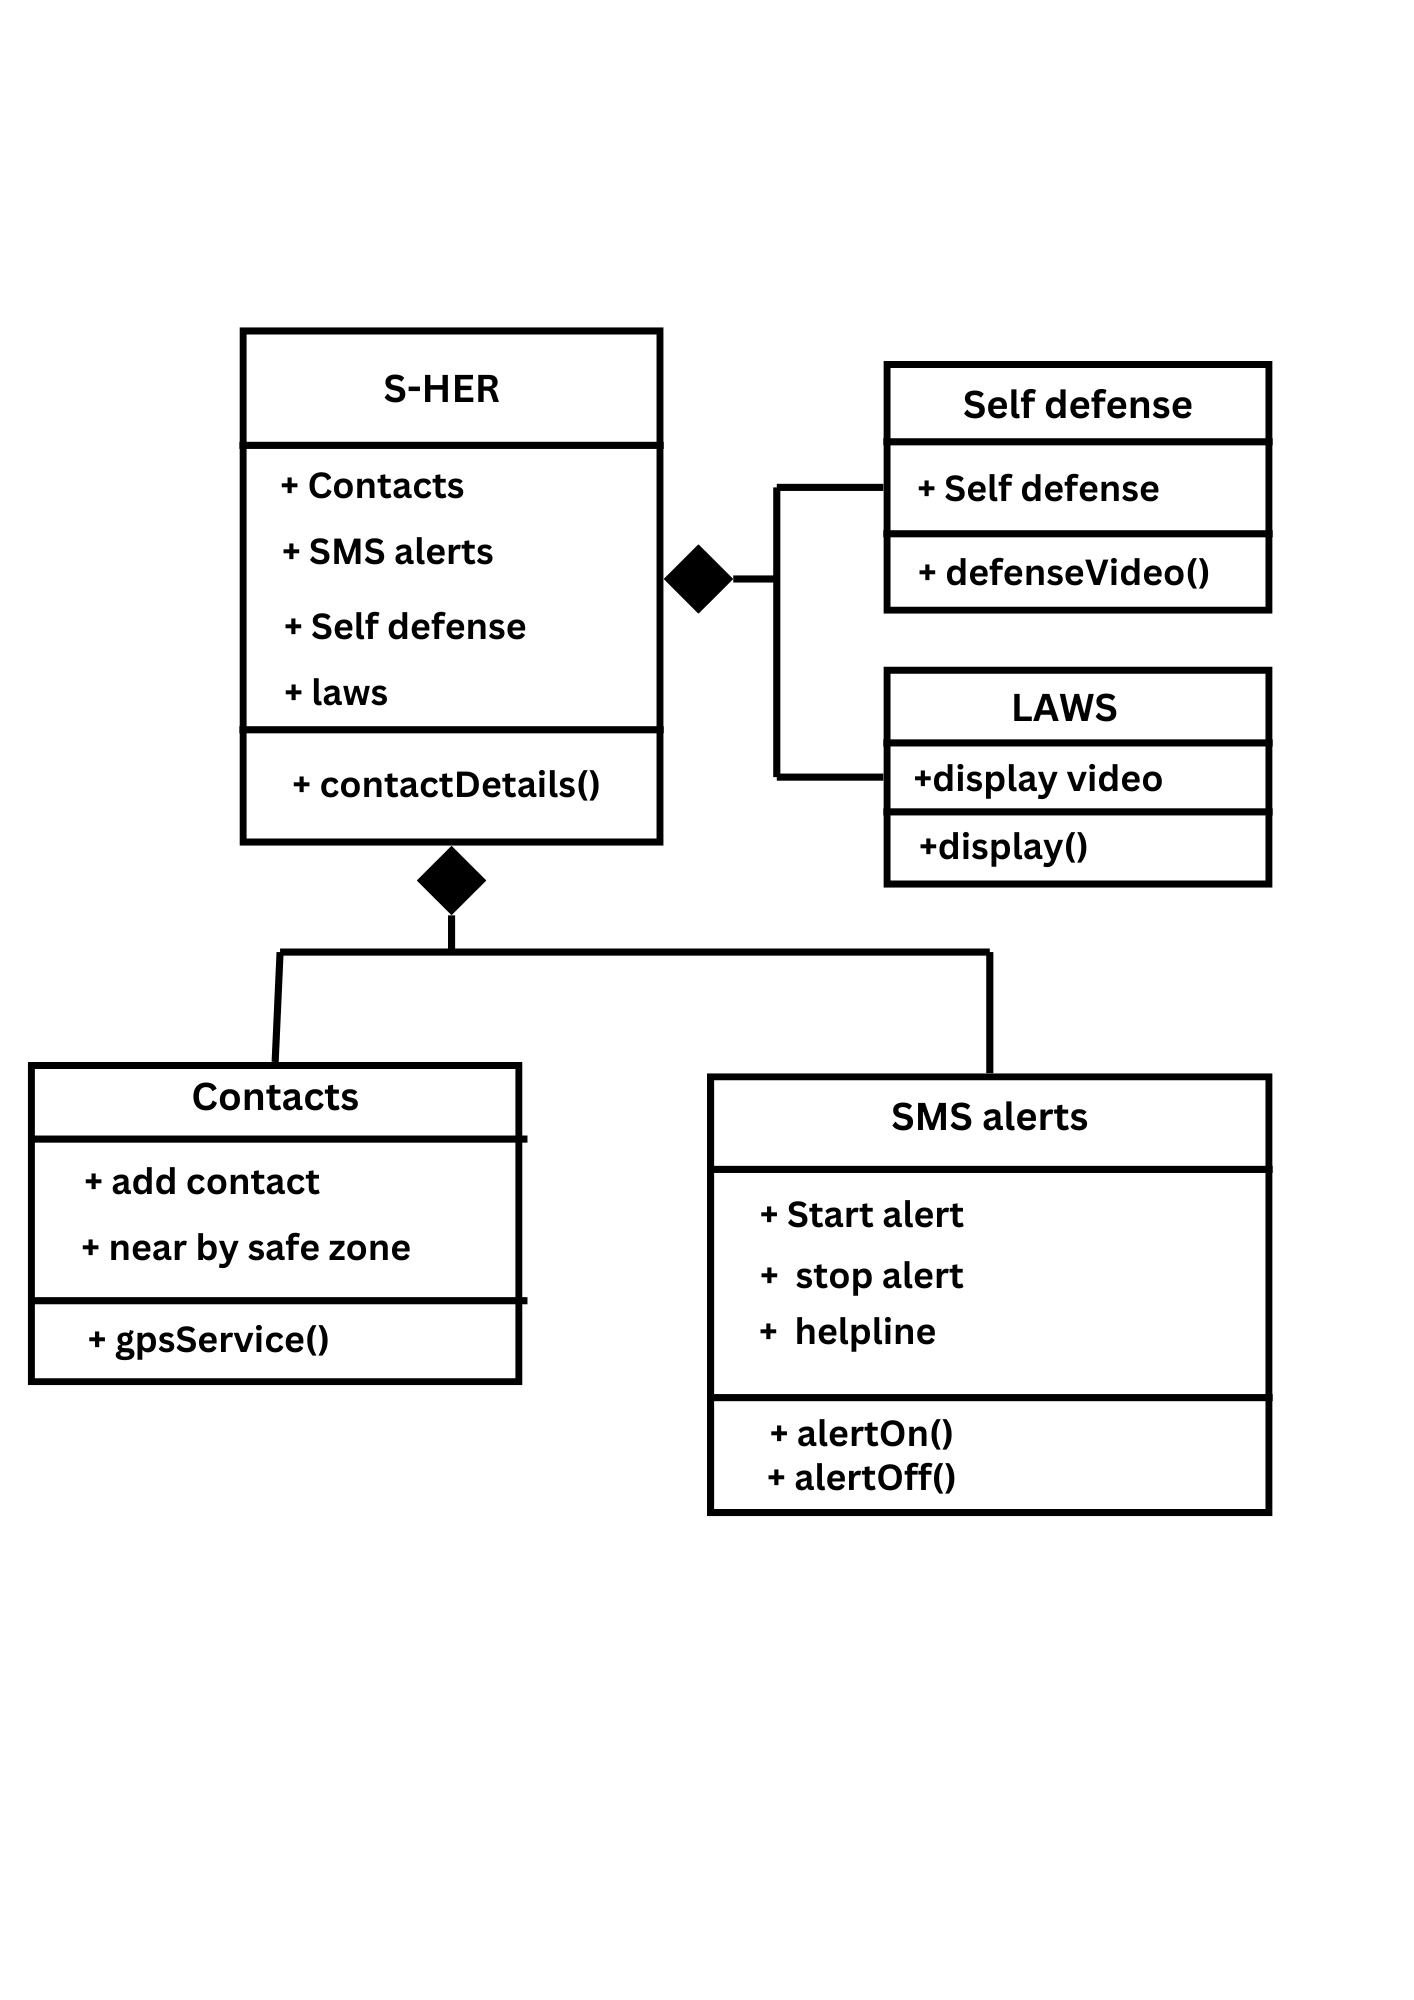 S-HER
+ Contacts
+ SMS alerts
+ Self defense
+ laws
+ contactDetails()
Self defense
+ Self defense
+ defenseVideo()
LAWS
+display video
+display()
Contacts
+ add contact
+ near by safe zone
+ gpsService()
SMS alerts
+ Start alert
+  stop alert
+  helpline
+ alertOn()
+ alertOff()